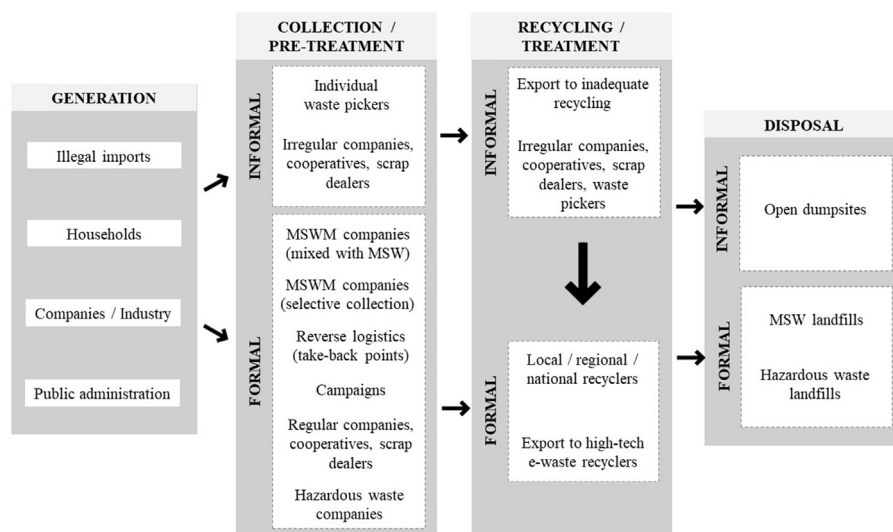 GENERATION
Illegal imports
Households
Companies / Industry
Public administration
COLLECTION /
PRE-TREATMENT
INFORMAL
Individual
waste pickers
Irregular companies,
cooperatives, scrap
dealers
FORMAL
MSWM companies
(mixed with MSW)
MSWM companies
(selective collection)
Reverse logistics
(take-back points)
Campaigns
Regular companies,
cooperatives, scrap
dealers
Hazardous waste
companies
RECYCLING /
TREATMENT
INFORMAL
Export to inadequate
recycling
Irregular companies,
cooperatives, scrap
dealers, waste
pickers
FORMAL
Local / regional /
national recyclers
Export to high-tech
e-waste recyclers
DISPOSAL
INFORMAL
Open dumpsites
FORMAL
MSW landfills
Hazardous waste
landfills